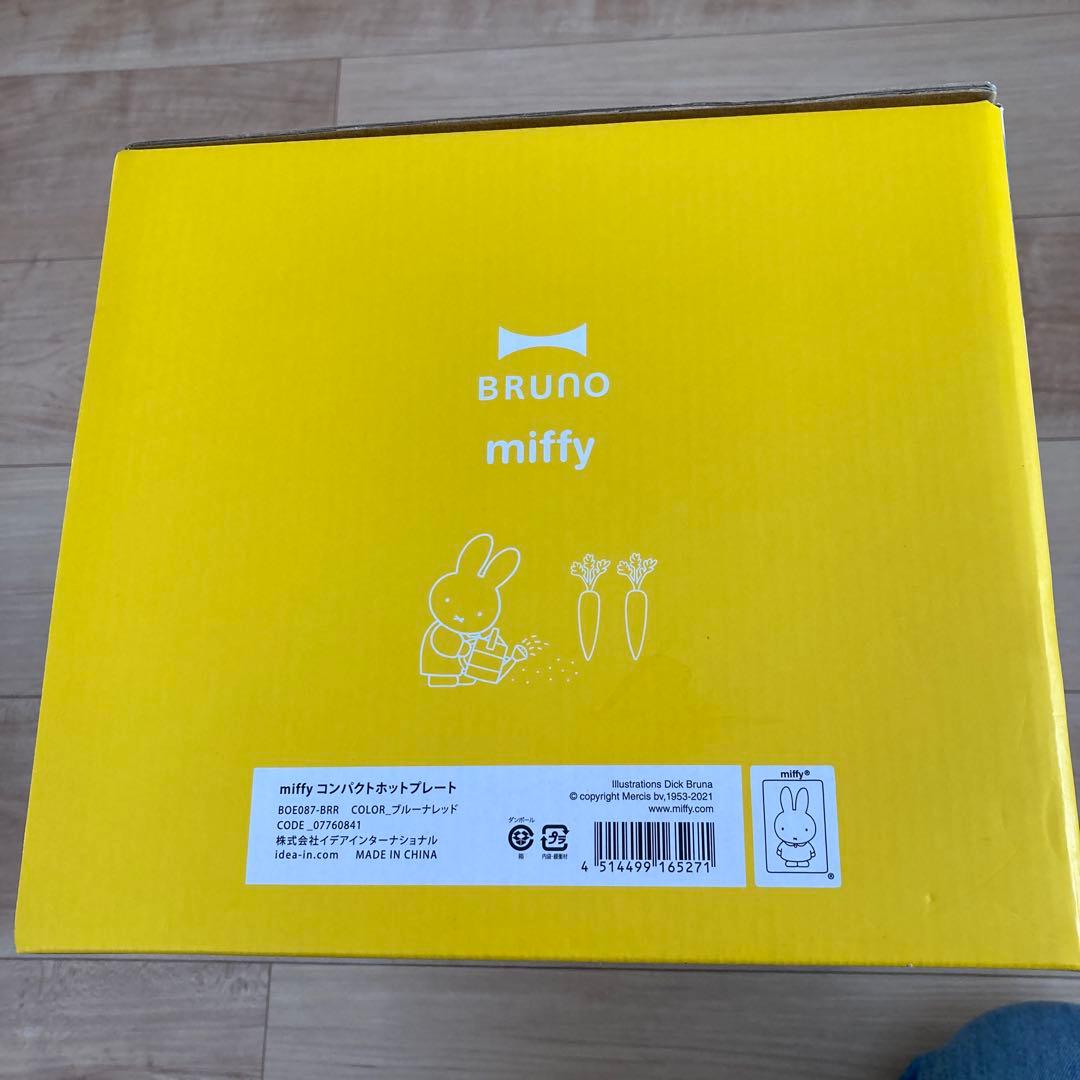 BRUNO
miffy
miffy コンパクトホットプレート
BOE087-BRR COLOR_ブルーナレッド
CODE_07760841
株式会社イデアインターナショナル
idea-in.com MADE IN CHINA
Illustrations Dick Bruna
© copyright Mercis bv,1953-2021
www.miffy.com
ダンボール
箱
プラ
内袋・緩衝材
4 514499 165271
miffy®
®